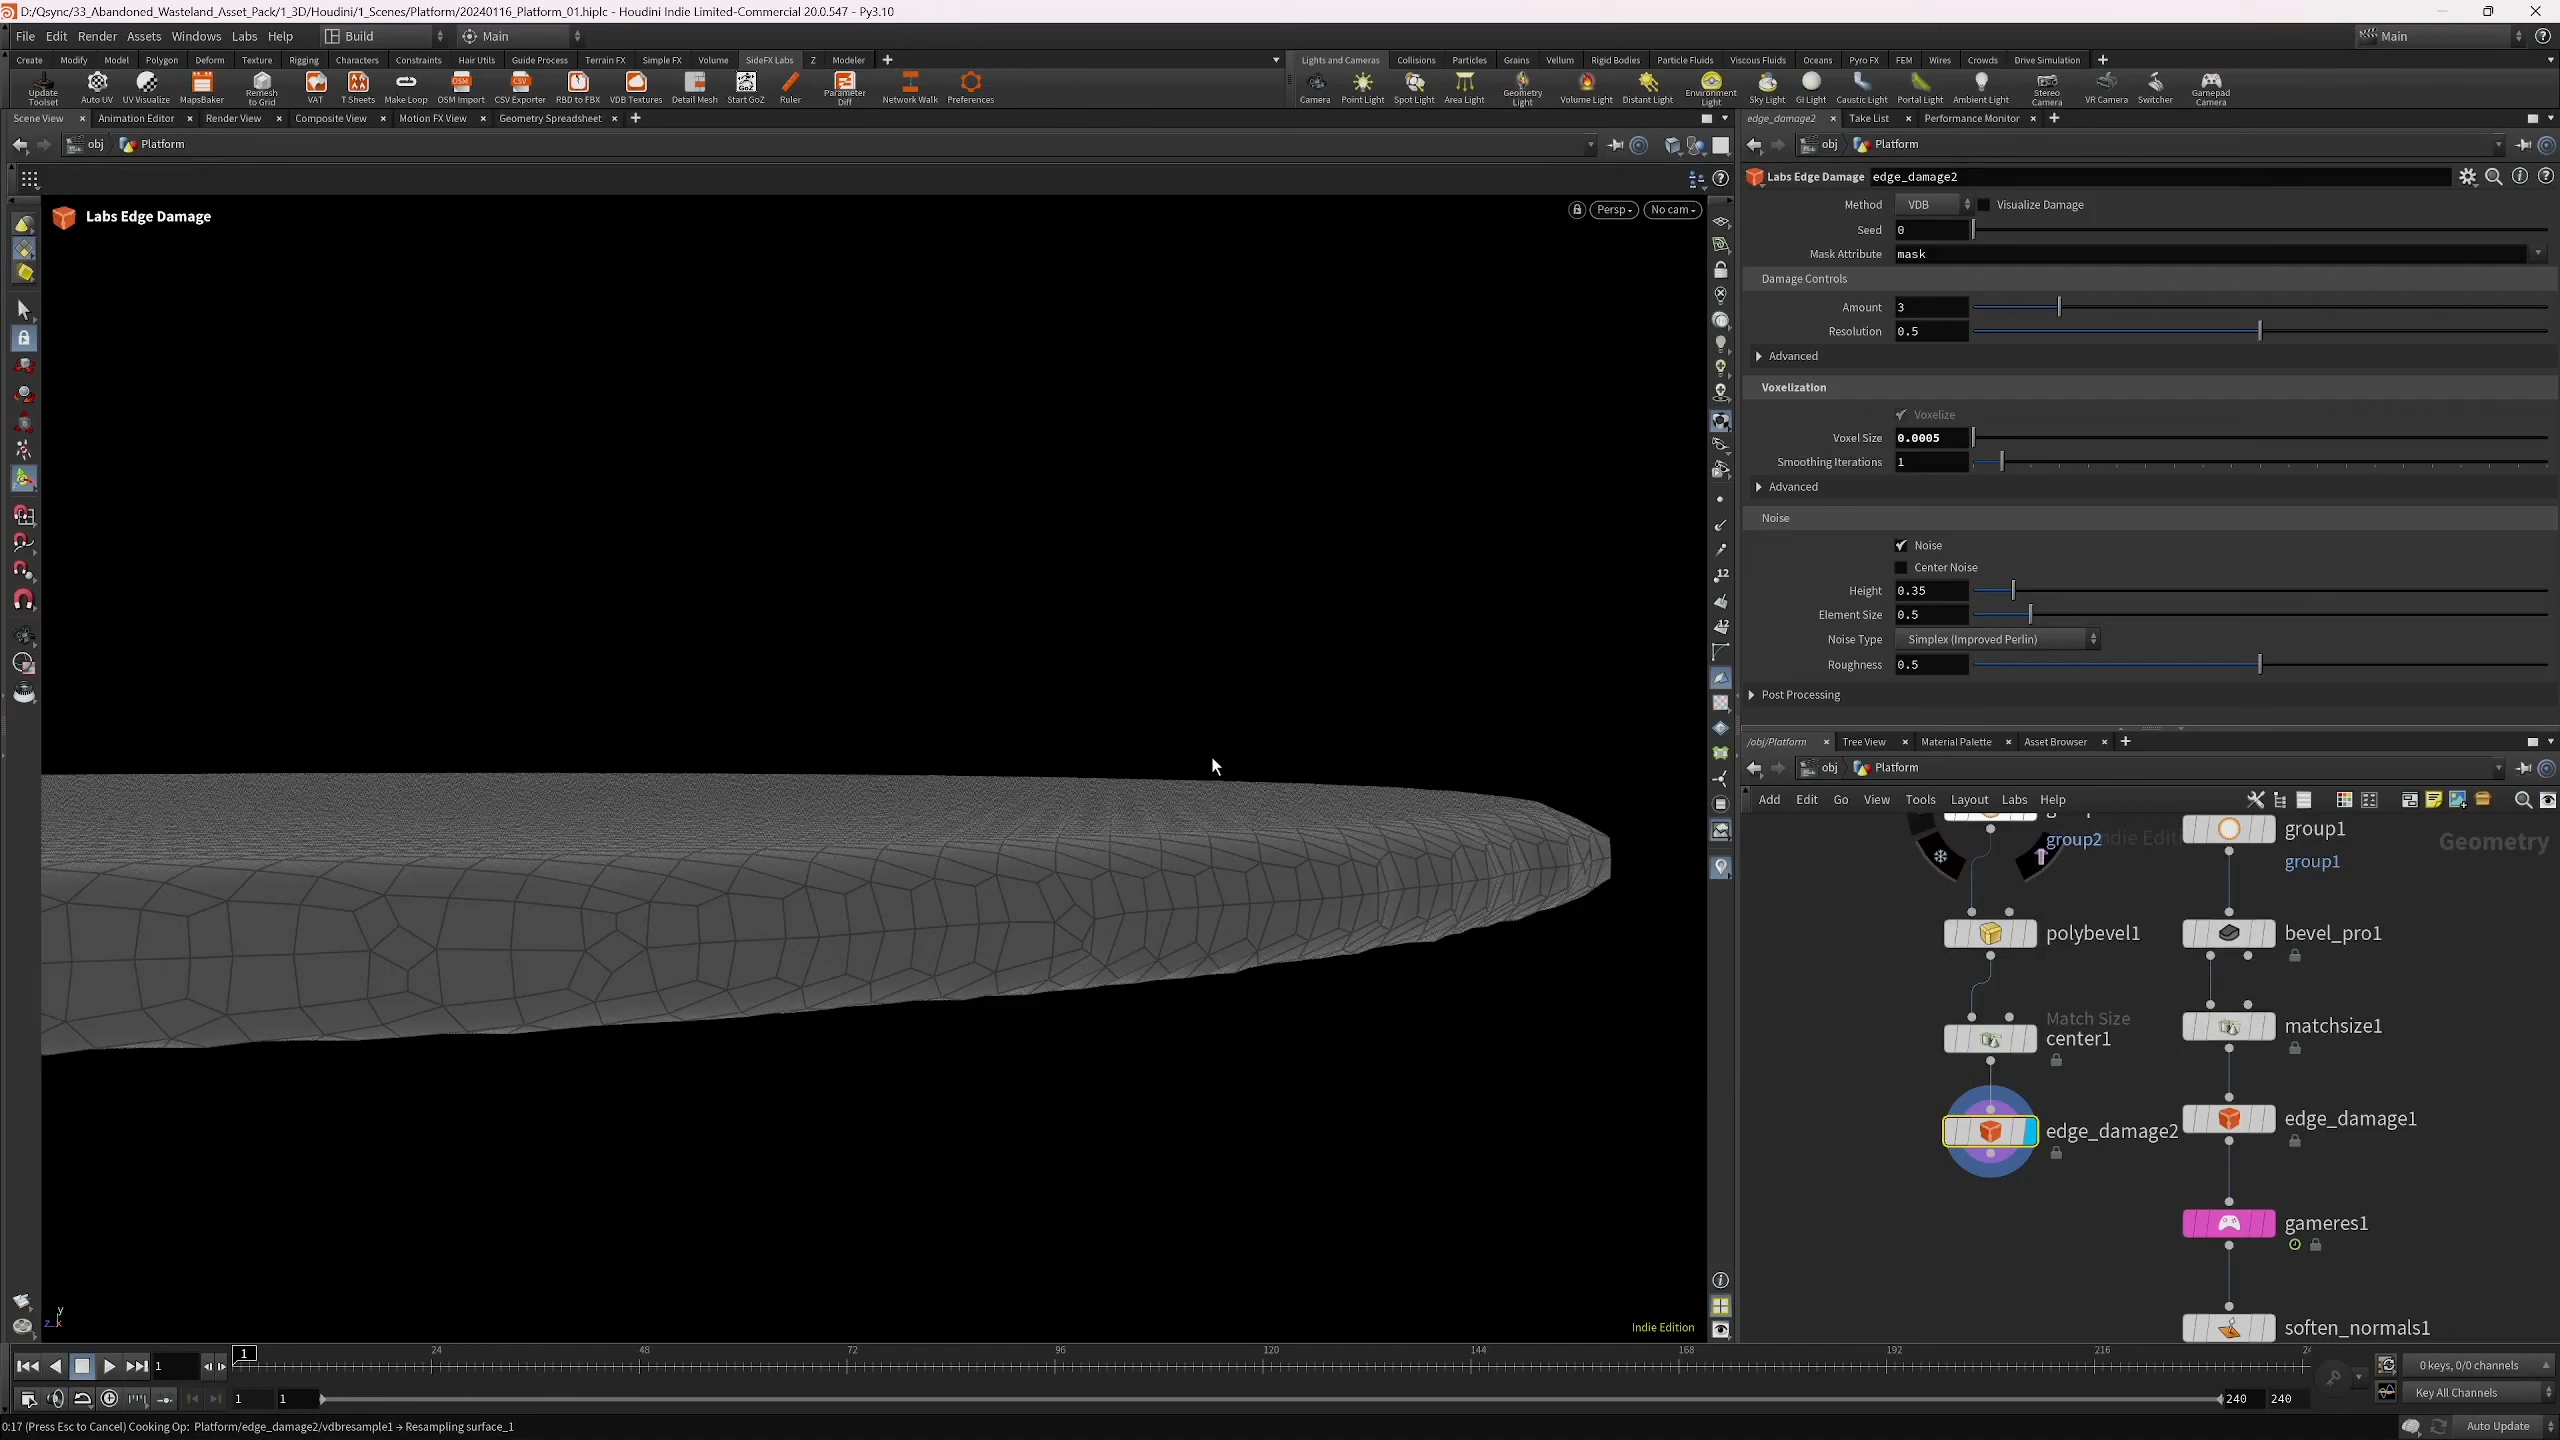 D:/Qsync/33_Abandoned_Wasteland_Asset_Pack/1_3D/Houdini/1_Scenes/Platform/20240116_Platform_01.hiplc - Houdini Indie Limited-Commercial 20.0.547 - Py3.10
File Edit Render Assets Windows Labs Help Build Main Main
Create Modify Model Polygon Deform Texture Rigging Characters Constraints Hair Utils Guide Process Terrain FX Simple FX Volume SideFX Labs Z Modeler
Lights and Cameras Collisions Particles Grains Vellum Rigid Bodies Particle Fluids Viscous Fluids Oceans Pyro FX FEM Wires Crowds Drive Simulation
Update Toolset Auto UV UV Visualize MapsBaker Remesh to Grid VAT T Sheets Make Loop OSM Import CSV Exporter RBD to FBX VDB Textures Detail Mesh Start GoZ Ruler Parameter Diff Network Walk Preferences
Camera Point Light Spot Light Area Light Geometry Light Volume Light Distant Light Environment Light Sky Light GI Light Caustic Light Portal Light Ambient Light Stereo Camera VR Camera Switcher Gamepad Camera
Scene View Animation Editor Render View Composite View Motion FX View Geometry Spreadsheet
edge_damage2 Take List Performance Monitor
obj Platform
obj Platform
Labs Edge Damage edge_damage2
Labs Edge Damage
Persp No cam
Method VDB Visualize Damage
Seed 0
Mask Attribute mask
Damage Controls
Amount 3
Resolution 0.5
Advanced
Voxelization
Voxelize
Voxel Size 0.0005
Smoothing Iterations 1
Advanced
Noise
Noise
Center Noise
Height 0.35
Element Size 0.5
Noise Type Simplex (Improved Perlin)
Roughness 0.5
Post Processing
/obj/Platform Tree View Material Palette Asset Browser
obj Platform
Add Edit Go View Tools Layout Labs Help
Geometry
group2
group1
group1
polybevel1
bevel_pro1
Match Size
center1
matchsize1
edge_damage2
edge_damage1
gameres1
soften_normals1
y
z x
Indie Edition
1 1 24 48 72 96 120 144 168 192 216
0 keys, 0/0 channels
1 1 240 240
Key All Channels
0:17 (Press Esc to Cancel) Cooking Op: Platform/edge_damage2/vdbresample1 → Resampling surface_1
Auto Update